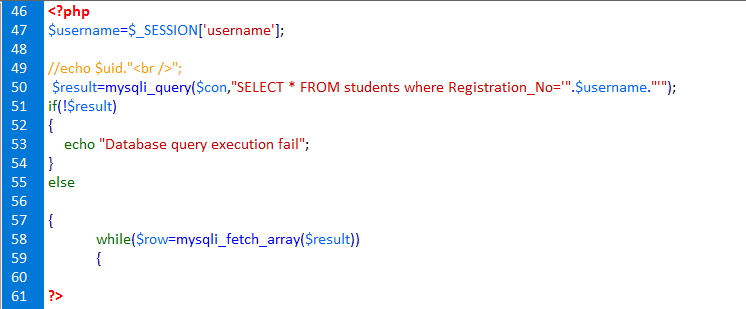 46 <?php
47 $username=$_SESSION['username'];
48
49 //echo $uid."<br />";
50 $result=mysqli_query($con,"SELECT * FROM students where Registration_No='".$username."'");
51 if(!$result)
52 {
53 echo "Database query execution fail";
54 }
55 else
56
57 {
58 while($row=mysqli_fetch_array($result))
59 {
60
61 ?>